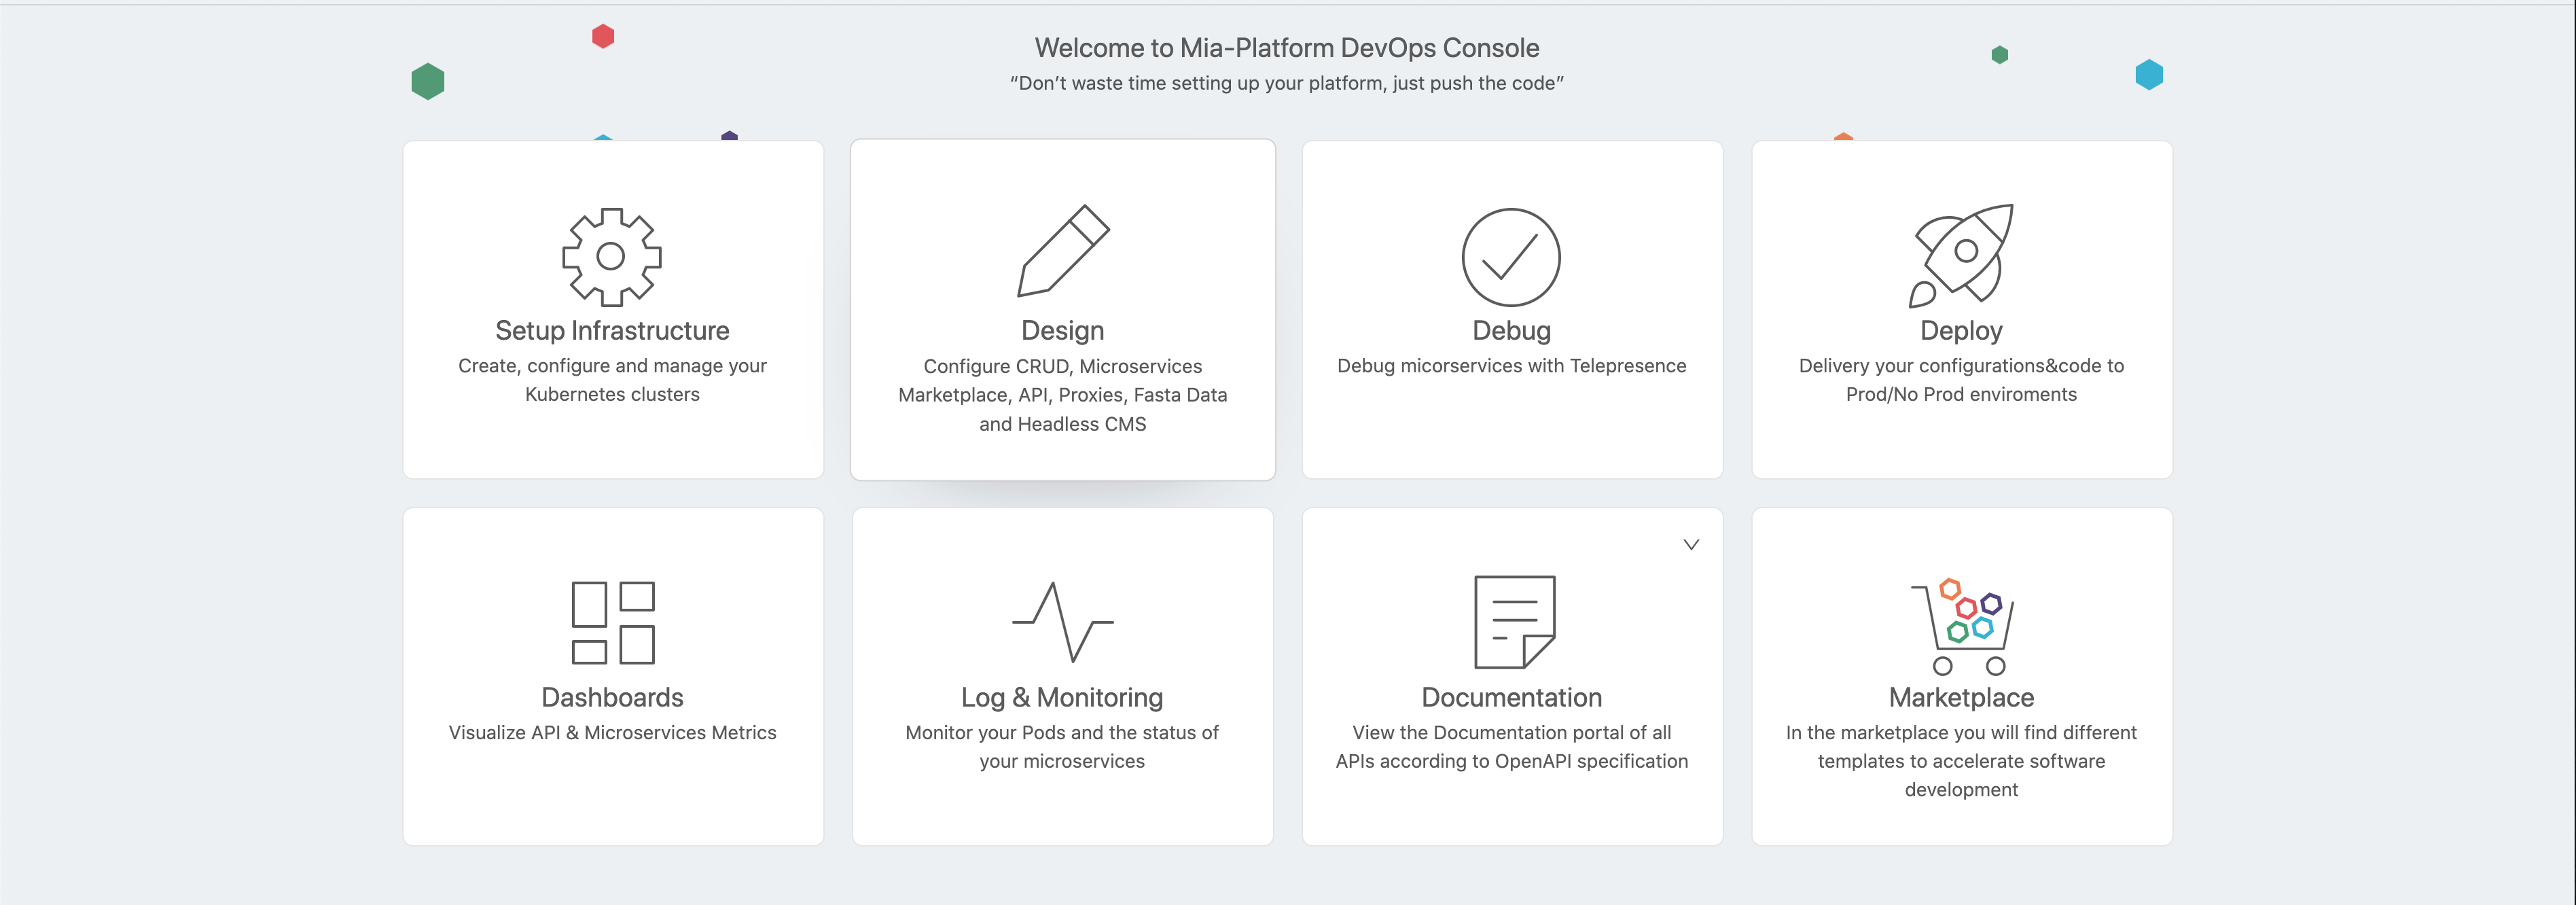 Welcome to Mia-Platform DevOps Console
“Don’t waste time setting up your platform, just push the code”
Setup Infrastructure
Create, configure and manage your
Kubernetes clusters
Design
Configure CRUD, Microservices
Marketplace, API, Proxies, Fasta Data
and Headless CMS
Debug
Debug micorservices with Telepresence
Deploy
Delivery your configurations&code to
Prod/No Prod enviroments
Dashboards
Visualize API & Microservices Metrics
Log & Monitoring
Monitor your Pods and the status of
your microservices
Documentation
View the Documentation portal of all
APIs according to OpenAPI specification
Marketplace
In the marketplace you will find different
templates to accelerate software
development